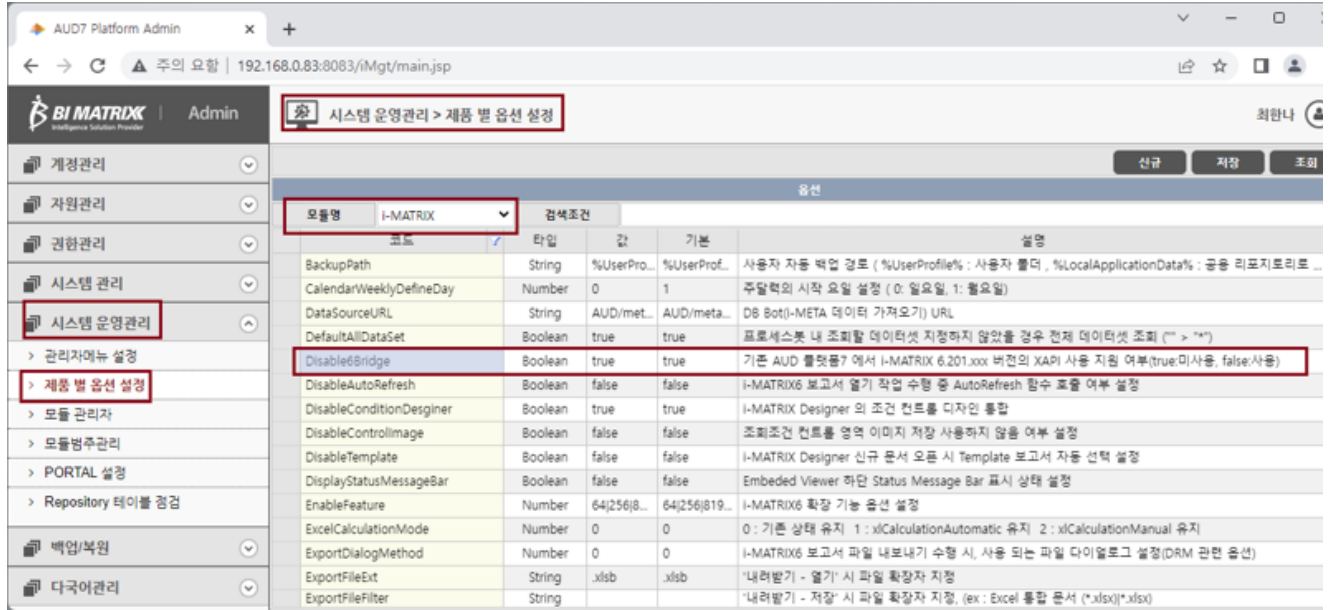 AUD7 Platform Admin
주의 요함 | 192.168.0.83:8083/iMgt/main.jsp
BI MATRIX | Admin
Intelligence Solution Provider
시스템 운영관리 > 제품 별 옵션 설정
최한나
계정관리
자원관리
권한관리
시스템 관리
시스템 운영관리
> 관리자메뉴 설정
> 제품 별 옵션 설정
> 모듈 관리자
> 모듈범주관리
> PORTAL 설정
> Repository 테이블 점검
백업/복원
다국어관리
신규 저장 조회
옵션
모듈명 i-MATRIX 검색조건
코드 타입 값 기본 설명
BackupPath String %UserPro... %UserProf... 사용자 자동 백업 경로 ( %UserProfile% : 사용자 폴더 , %LocalApplicationData% : 공용 리포지토리로 ...
CalendarWeeklyDefineDay Number 0 1 주달력의 시작 요일 설정 ( 0: 일요일, 1: 월요일)
DataSourceURL String AUD/met... AUD/meta... DB Bot(i-META 데이터 가져오기) URL
DefaultAllDataSet Boolean true true 프로세스봇 내 조회할 데이터셋 지정하지 않았을 경우 전체 데이터셋 조회 ("" > "*")
Disable6Bridge Boolean true true 기존 AUD 플랫폼7 에서 i-MATRIX 6.201.xxx 버전의 XAPI 사용 지원 여부(true:미사용, false:사용)
DisableAutoRefresh Boolean false false i-MATRIX6 보고서 열기 작업 수행 중 AutoRefresh 함수 호출 여부 설정
DisableConditionDesginer Boolean true true i-MATRIX Designer 의 조건 컨트롤 디자인 통합
DisableControlImage Boolean false false 조회조건 컨트롤 영역 이미지 저장 사용하지 않음 여부 설정
DisableTemplate Boolean false false i-MATRIX Designer 신규 문서 오픈 시 Template 보고서 자동 선택 설정
DisplayStatusMessageBar Boolean false false Embeded Viewer 하단 Status Message Bar 표시 상태 설정
EnableFeature Number 64|256|8... 64|256|819... i-MATRIX6 확장 기능 옵션 설정
ExcelCalculationMode Number 0 0 0 : 기존 상태 유지 1 : xlCalculationAutomatic 유지 2 : xlCalculationManual 유지
ExportDialogMethod Number 0 0 i-MATRIX6 보고서 파일 내보내기 수행 시, 사용 되는 파일 다이얼로그 설정(DRM 관련 옵션)
ExportFileExt String .xlsb .xlsb '내려받기 - 열기' 시 파일 확장자 지정
ExportFileFilter String '내려받기 - 저장' 시 파일 확장자 지정, (ex : Excel 통합 문서 (*.xlsx)|*.xlsx)